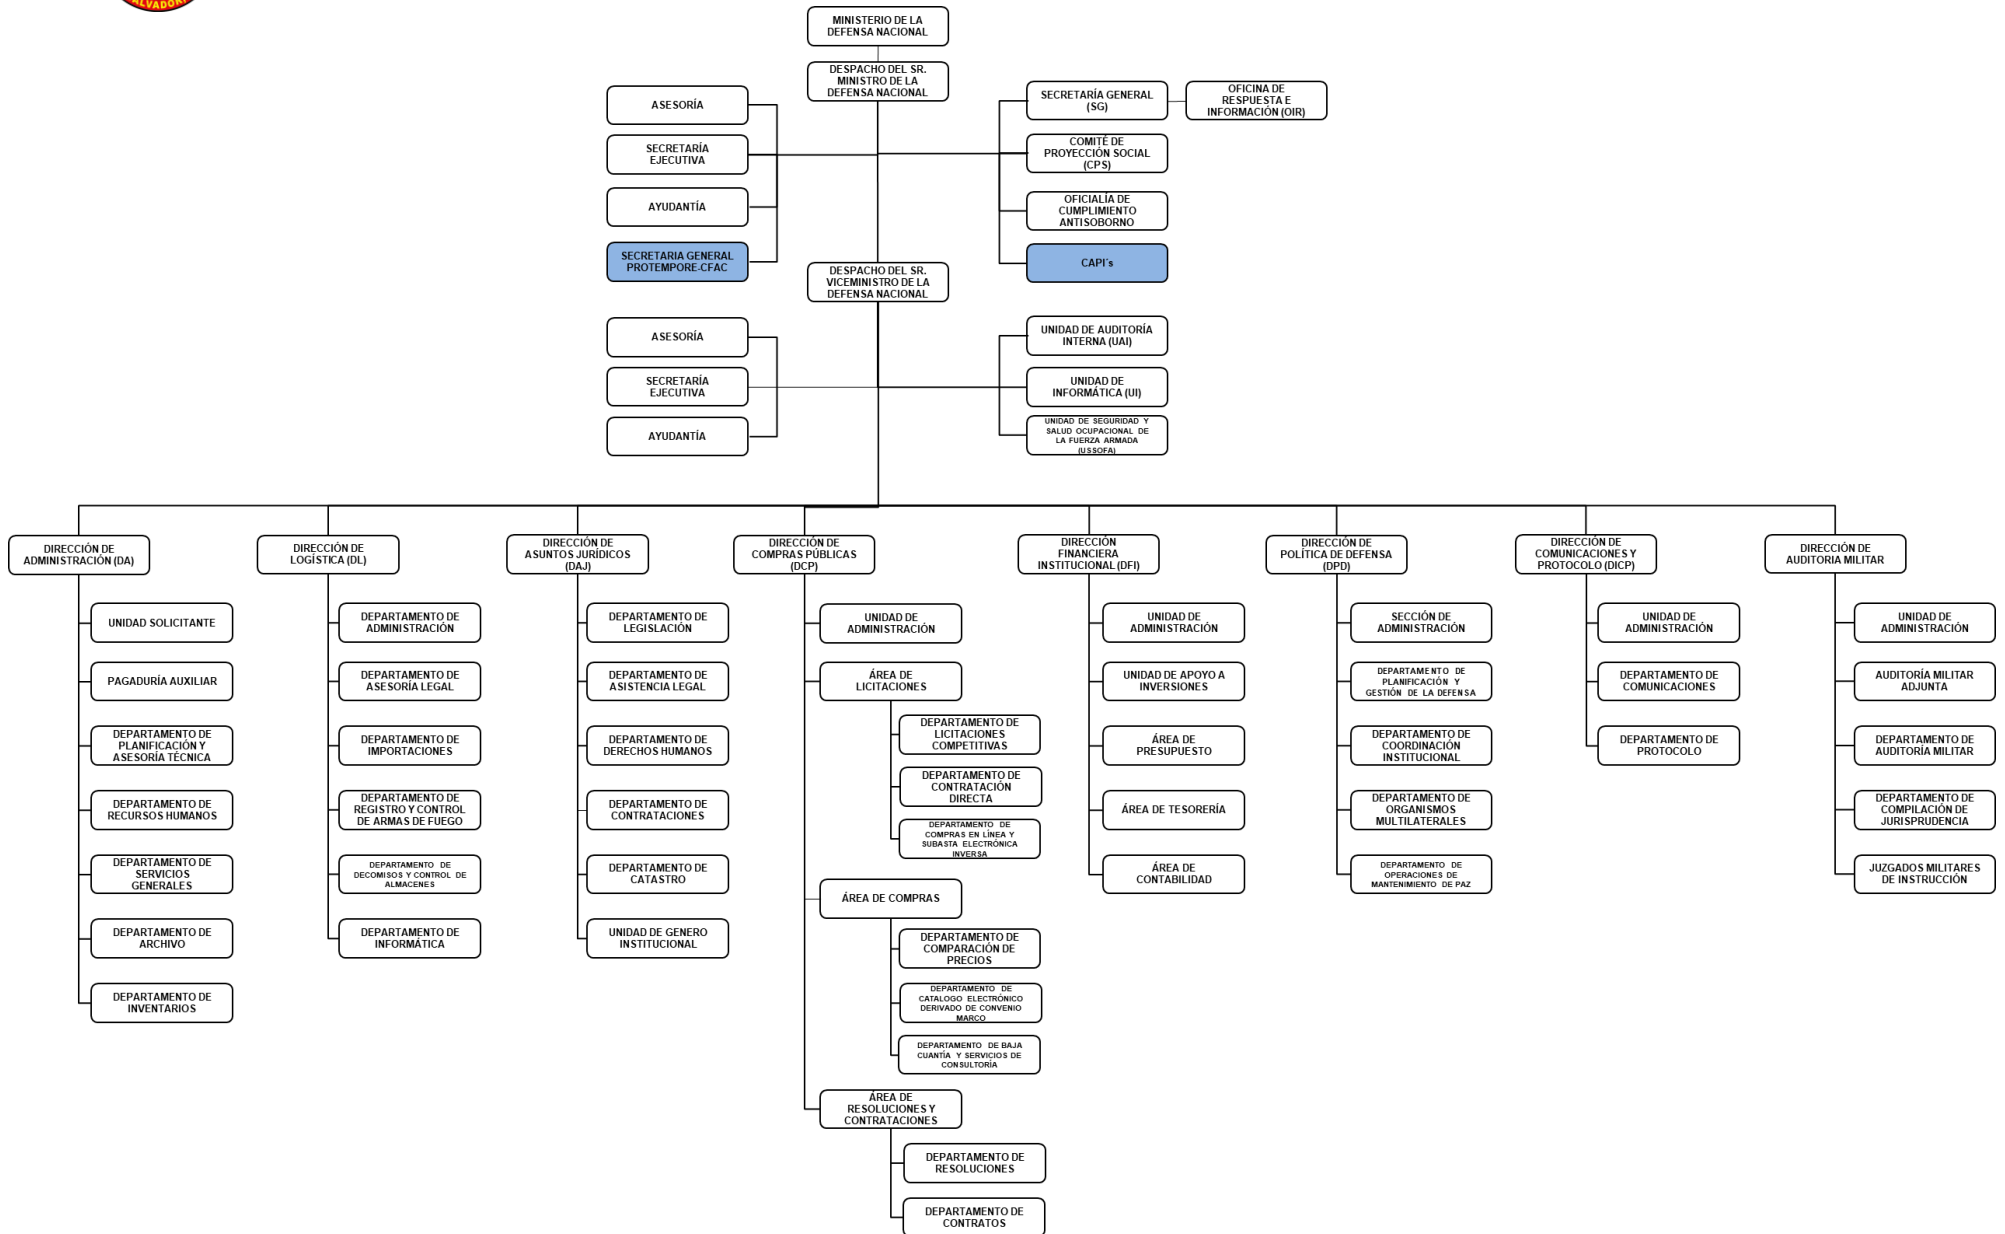 SALVADOR
MINISTERIO DE LA
DEFENSA NACIONAL
DESPACHO DEL SR.
MINISTRO DE LA
DEFENSA NACIONAL
ASESORÍA
SECRETARÍA
EJECUTIVA
AYUDANTÍA
SECRETARIA GENERAL
PROTEMPORE-CFAC
SECRETARÍA GENERAL
(SG)
OFICINA DE
RESPUESTA E
INFORMACIÓN (OIR)
COMITÉ DE
PROYECCIÓN SOCIAL
(CPS)
OFICIALÍA DE
CUMPLIMIENTO
ANTISOBORNO
CAPI´s
DESPACHO DEL SR.
VICEMINISTRO DE LA
DEFENSA NACIONAL
ASESORÍA
SECRETARÍA
EJECUTIVA
AYUDANTÍA
UNIDAD DE AUDITORÍA
INTERNA (UAI)
UNIDAD DE
INFORMÁTICA (UI)
UNIDAD DE SEGURIDAD Y
SALUD OCUPACIONAL DE
LA FUERZA ARMADA
(USSOFA)
DIRECCIÓN DE
ADMINISTRACIÓN (DA)
UNIDAD SOLICITANTE
PAGADURÍA AUXILIAR
DEPARTAMENTO DE
PLANIFICACIÓN Y
ASESORÍA TÉCNICA
DEPARTAMENTO DE
RECURSOS HUMANOS
DEPARTAMENTO DE
SERVICIOS
GENERALES
DEPARTAMENTO DE
ARCHIVO
DEPARTAMENTO DE
INVENTARIOS
DIRECCIÓN DE
LOGÍSTICA (DL)
DEPARTAMENTO DE
ADMINISTRACIÓN
DEPARTAMENTO DE
ASESORÍA LEGAL
DEPARTAMENTO DE
IMPORTACIONES
DEPARTAMENTO DE
REGISTRO Y CONTROL
DE ARMAS DE FUEGO
DEPARTAMENTO DE
DECOMISOS Y CONTROL DE
ALMACENES
DEPARTAMENTO DE
INFORMÁTICA
DIRECCIÓN DE
ASUNTOS JURÍDICOS
(DAJ)
DEPARTAMENTO DE
LEGISLACIÓN
DEPARTAMENTO DE
ASISTENCIA LEGAL
DEPARTAMENTO DE
DERECHOS HUMANOS
DEPARTAMENTO DE
CONTRATACIONES
DEPARTAMENTO DE
CATASTRO
UNIDAD DE GENERO
INSTITUCIONAL
DIRECCIÓN DE
COMPRAS PÚBLICAS
(DCP)
UNIDAD DE
ADMINISTRACIÓN
ÁREA DE
LICITACIONES
DEPARTAMENTO DE
LICITACIONES
COMPETITIVAS
DEPARTAMENTO DE
CONTRATACIÓN
DIRECTA
DEPARTAMENTO DE
COMPRAS EN LÍNEA Y
SUBASTA ELECTRÓNICA
INVERSA
ÁREA DE COMPRAS
DEPARTAMENTO DE
COMPARACIÓN DE
PRECIOS
DEPARTAMENTO DE
CATALOGO ELECTRÓNICO
DERIVADO DE CONVENIO
MARCO
DEPARTAMENTO DE BAJA
CUANTÍA Y SERVICIOS DE
CONSULTORÍA
ÁREA DE
RESOLUCIONES Y
CONTRATACIONES
DEPARTAMENTO DE
RESOLUCIONES
DEPARTAMENTO DE
CONTRATOS
DIRECCIÓN
FINANCIERA
INSTITUCIONAL (DFI)
UNIDAD DE
ADMINISTRACIÓN
UNIDAD DE APOYO A
INVERSIONES
ÁREA DE
PRESUPUESTO
ÁREA DE TESORERÍA
ÁREA DE
CONTABILIDAD
DIRECCIÓN DE
POLÍTICA DE DEFENSA
(DPD)
SECCIÓN DE
ADMINISTRACIÓN
DEPARTAMENTO DE
PLANIFICACIÓN Y
GESTIÓN DE LA DEFENSA
DEPARTAMENTO DE
COORDINACIÓN
INSTITUCIONAL
DEPARTAMENTO DE
ORGANISMOS
MULTILATERALES
DEPARTAMENTO DE
OPERACIONES DE
MANTENIMIENTO DE PAZ
DIRECCIÓN DE
COMUNICACIONES Y
PROTOCOLO (DICP)
UNIDAD DE
ADMINISTRACIÓN
DEPARTAMENTO DE
COMUNICACIONES
DEPARTAMENTO DE
PROTOCOLO
DIRECCIÓN DE
AUDITORIA MILITAR
UNIDAD DE
ADMINISTRACIÓN
AUDITORÍA MILITAR
ADJUNTA
DEPARTAMENTO DE
AUDITORÍA MILITAR
DEPARTAMENTO DE
COMPILACIÓN DE
JURISPRUDENCIA
JUZGADOS MILITARES
DE INSTRUCCIÓN